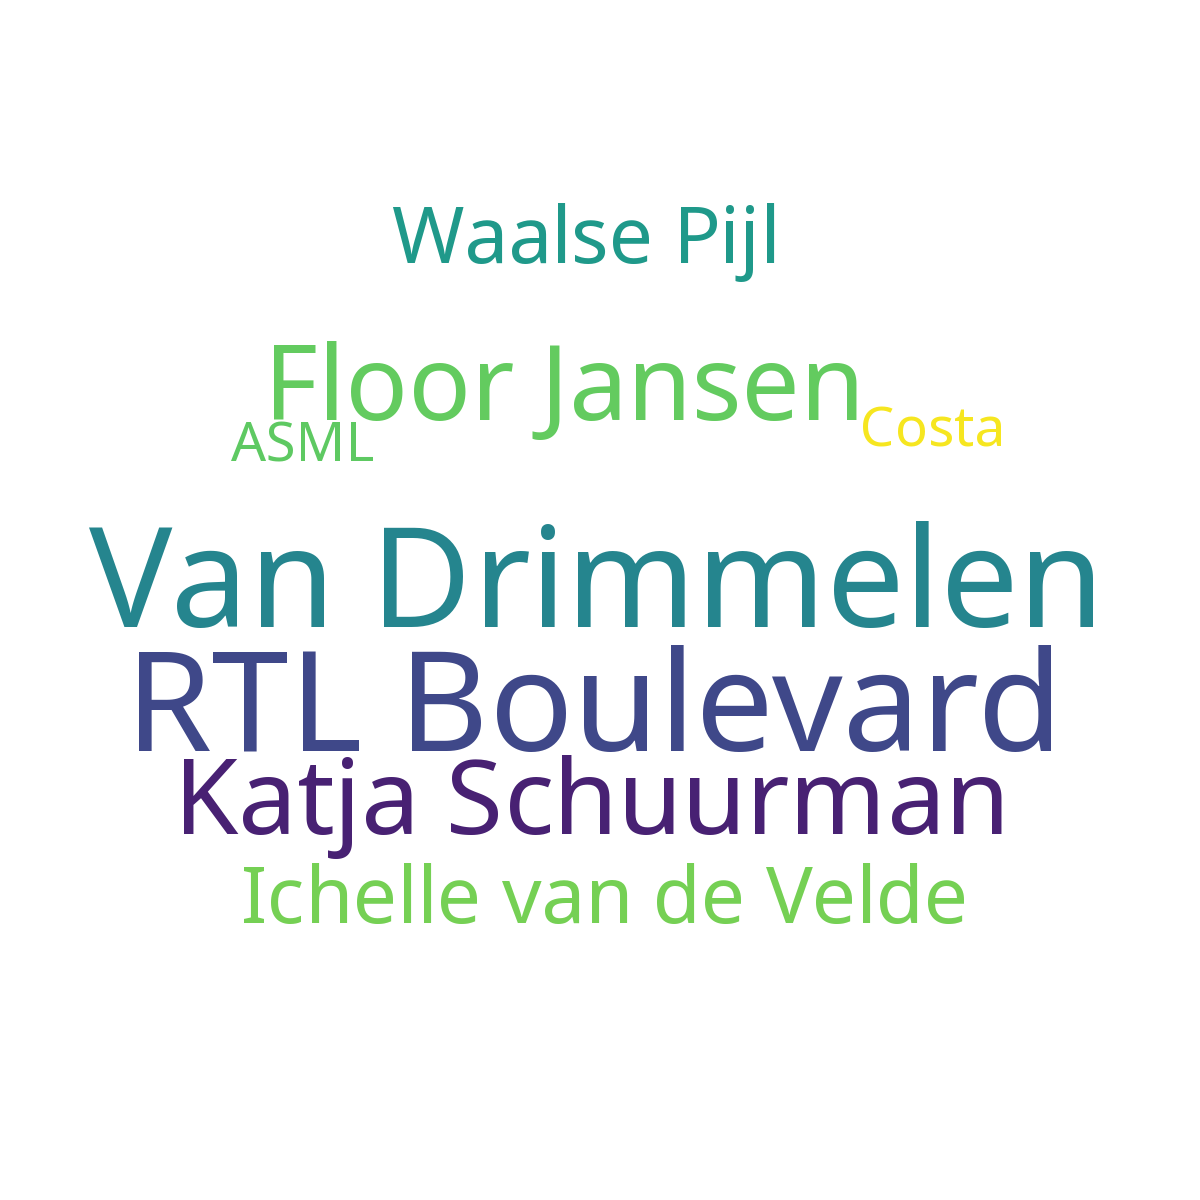 Waalse Pijl
Floor Jansen
Costa
ASML
Van Drimmelen
RTL Boulevard
Katja Schuurman
Ichelle van de Velde